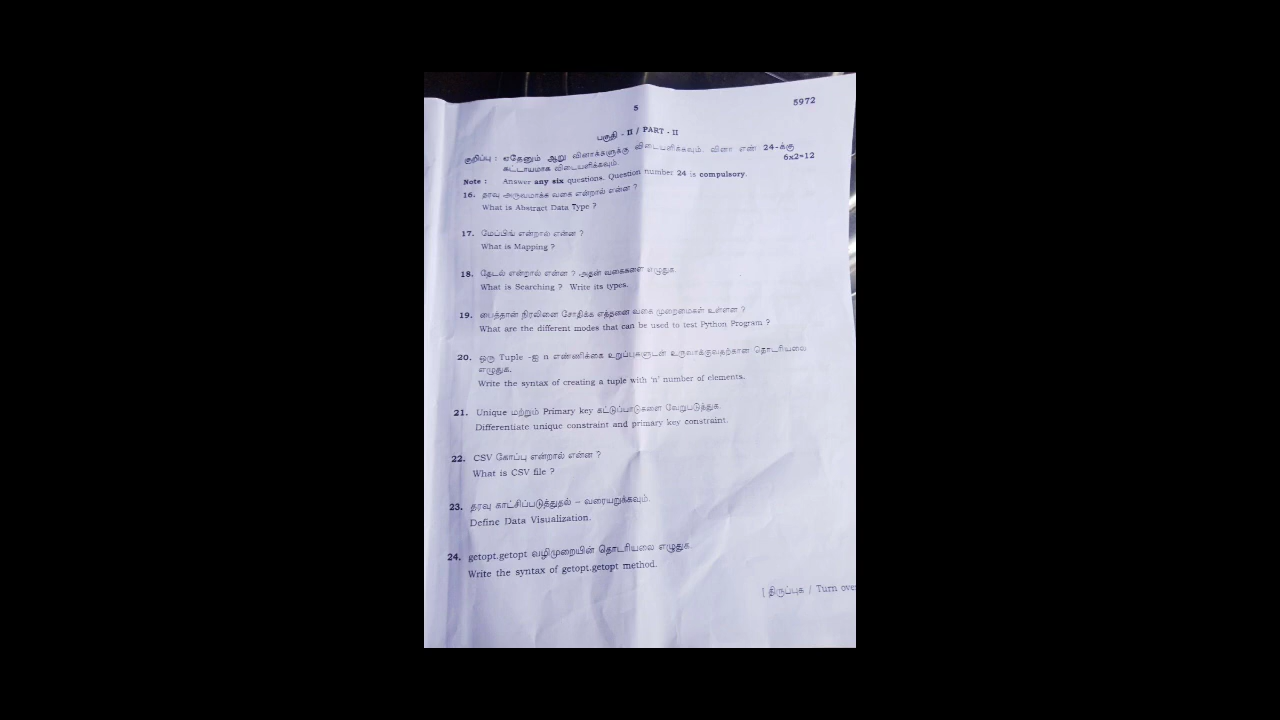 5
5972
பகுதி - II / PART - II
குறிப்பு : ஏதேனும் ஆறு வினாக்களுக்கு விடையளிக்கவும். வினா எண் 24-க்கு
கட்டாயமாக விடையளிக்கவும். 6x2=12
Note : Answer any six questions. Question number 24 is compulsory.
16. தரவு அருவமாக்க வகை என்றால் என்ன ?
What is Abstract Data Type ?
17. மேப்பிங் என்றால் என்ன ?
What is Mapping ?
18. தேடல் என்றால் என்ன ? அதன் வகைகளை எழுதுக.
What is Searching ? Write its types.
19. பைத்தான் நிரலினை சோதிக்க எத்தனை வகை முறைமைகள் உள்ளன ?
What are the different modes that can be used to test Python Program ?
20. ஒரு Tuple -ஐ n எண்ணிக்கை உறுப்புகளுடன் உருவாக்குவதற்கான தொடரியலை
எழுதுக.
Write the syntax of creating a tuple with 'n' number of elements.
21. Unique மற்றும் Primary key கட்டுப்பாடுகளை வேறுபடுத்துக.
Differentiate unique constraint and primary key constraint.
22. CSV கோப்பு என்றால் என்ன ?
What is CSV file ?
23. தரவு காட்சிப்படுத்துதல் – வரையறுக்கவும்.
Define Data Visualization.
24. getopt.getopt வழிமுறையின் தொடரியலை எழுதுக.
Write the syntax of getopt.getopt method.
[ திருப்புக / Turn ove